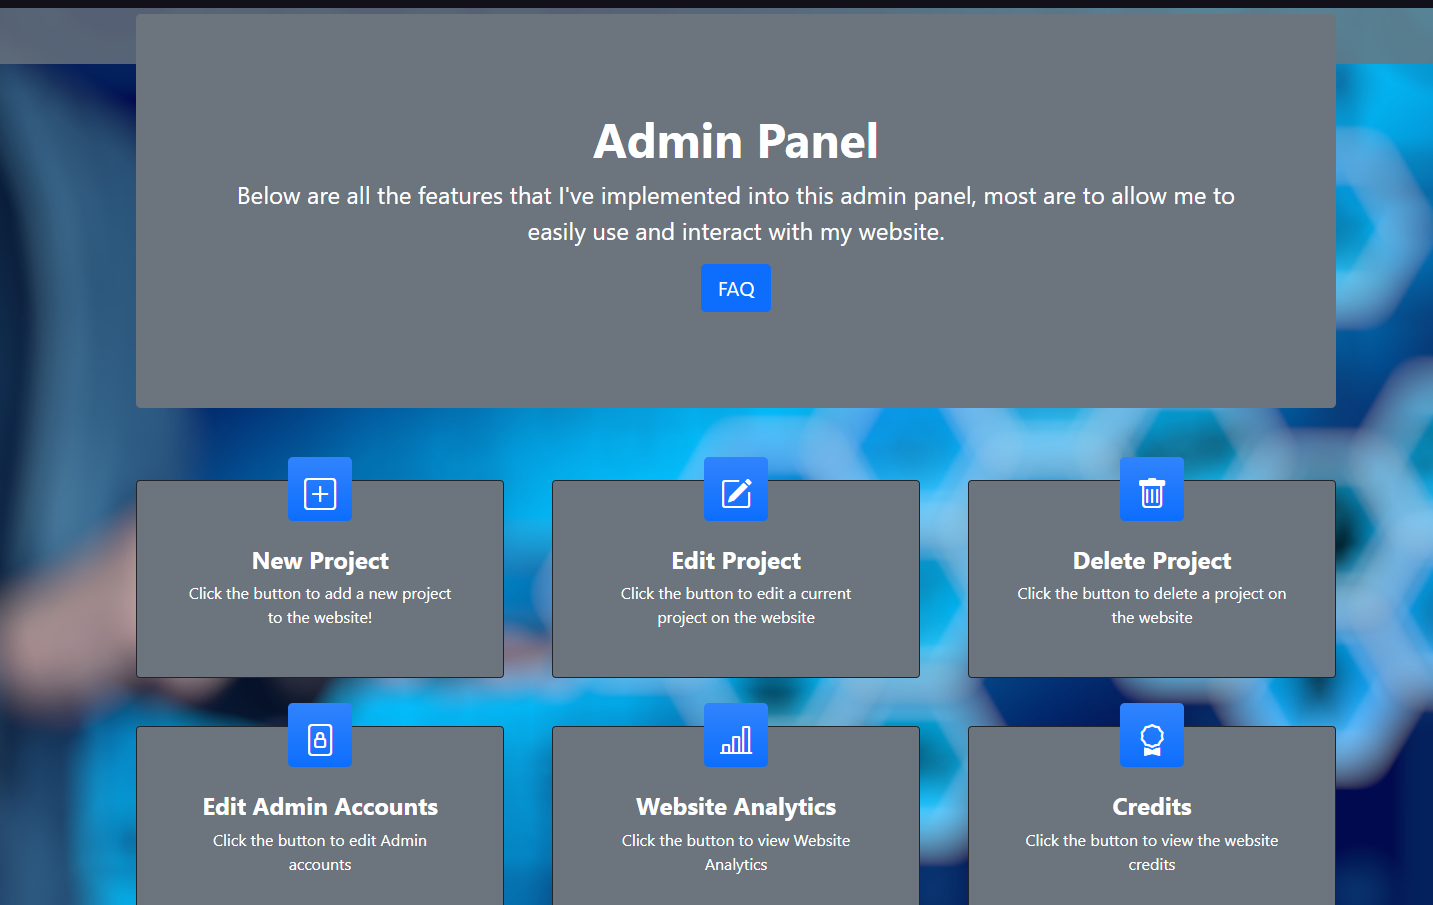 Admin Panel
Below are all the features that I've implemented into this admin panel, most are to allow me to
easily use and interact with my website.
FAQ
New Project
Click the button to add a new project
to the website!
Edit Project
Click the button to edit a current
project on the website
Delete Project
Click the button to delete a project on
the website
Edit Admin Accounts
Click the button to edit Admin
accounts
Website Analytics
Click the button to view Website
Analytics
Credits
Click the button to view the website
credits